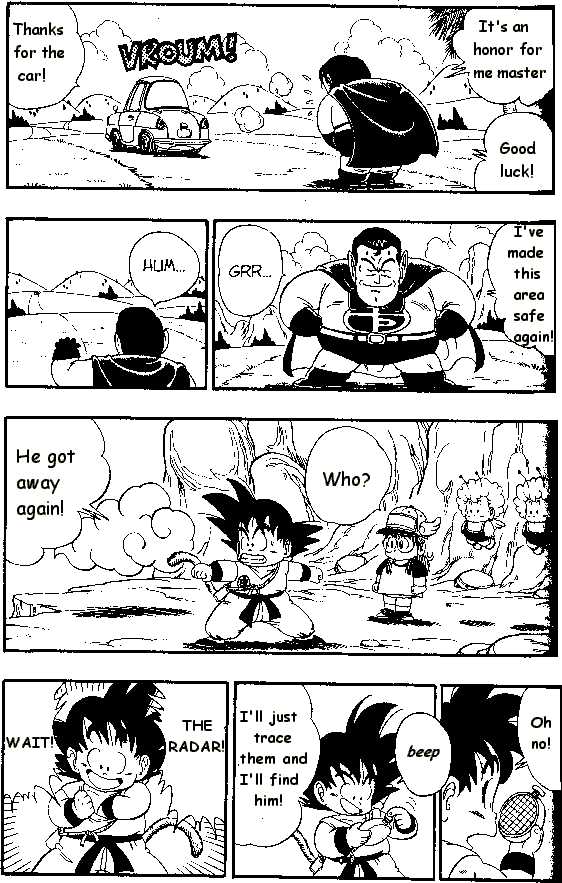 Thanks
for the
car!
VROUM!
It's an
honor for
me master
Good
luck!
HUM...
GRR...
I've
made
this
area
safe
again!
He got
away
again!
Who?
WAIT!
THE
RADAR!
I'll just
trace
them and
I'll find
him!
beep
Oh
no!